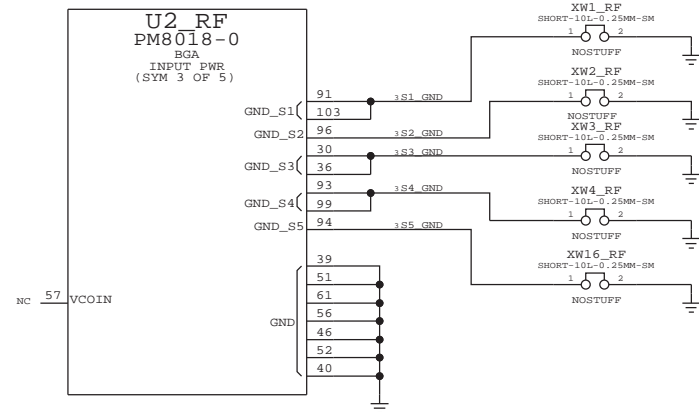 U2_RF
PM8018-0
BGA
INPUT PWR
(SYM 3 OF 5)
GND_S1
91
103
GND_S2
96
GND_S3
30
36
GND_S4
93
99
GND_S5
94
GND
39
51
61
56
46
52
40
NC 57 VCOIN
3 S1_GND
3 S2_GND
3 S3_GND
3 S4_GND
3 S5_GND
XW1_RF
SHORT-10L-0.25MM-SM
1 2
NOSTUFF
XW2_RF
SHORT-10L-0.25MM-SM
1 2
NOSTUFF
XW3_RF
SHORT-10L-0.25MM-SM
1 2
NOSTUFF
XW4_RF
SHORT-10L-0.25MM-SM
1 2
NOSTUFF
XW16_RF
SHORT-10L-0.25MM-SM
1 2
NOSTUFF